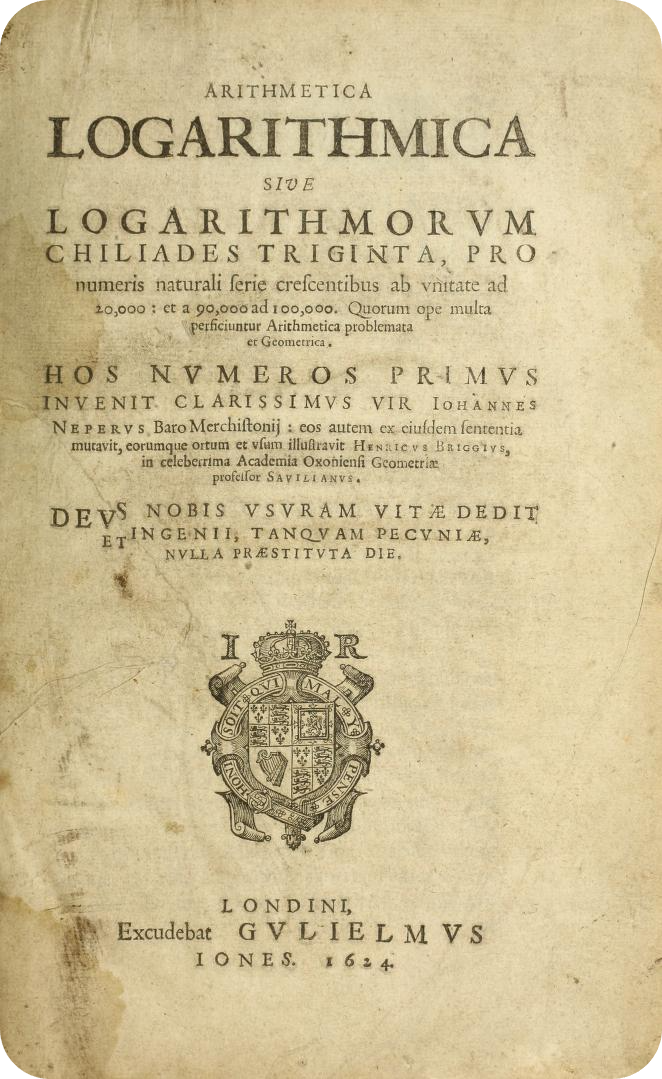 ARITHMETICA
LOGARITHMICA
SIVE
LOGARITHMORVM
CHILIADES TRIGINTA, PRO
numeris naturali ſerie creſcentibus ab vnitate ad
20,000 : et a 90,000 ad 100,000. Quorum ope multa
perficiuntur Arithmetica problemata
et Geometrica.
HOS NVMEROS PRIMVS
INVENIT CLARISSIMVS VIR IOHANNES
NEPERVS Baro Merchiſtonij : eos autem ex eiuſdem ſententia
mutavit, eorumque ortum et vſum illuſtravit HENRICVS BRIGGIVS,
in celeberrima Academia Oxonienſi Geometriæ
profeſſor SAVILIANVS.
DEVS NOBIS VSVRAM VITÆ DEDIT
ET INGENII, TANQVAM PECVNIÆ,
NVLLA PRÆSTITVTA DIE.
I R
HONI SOIT QUI MAL Y PENSE
LONDINI,
Excudebat GVLIELMVS
IONES. 1624.